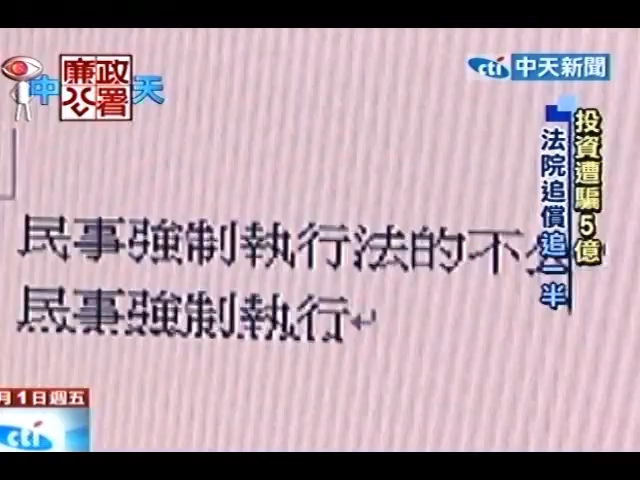 中 天
廉政
公署
cti 中天新聞
投資遭騙5億
法院追償追一半
民事強制執行法的不
民事強制執行↵
月1日週五
cti